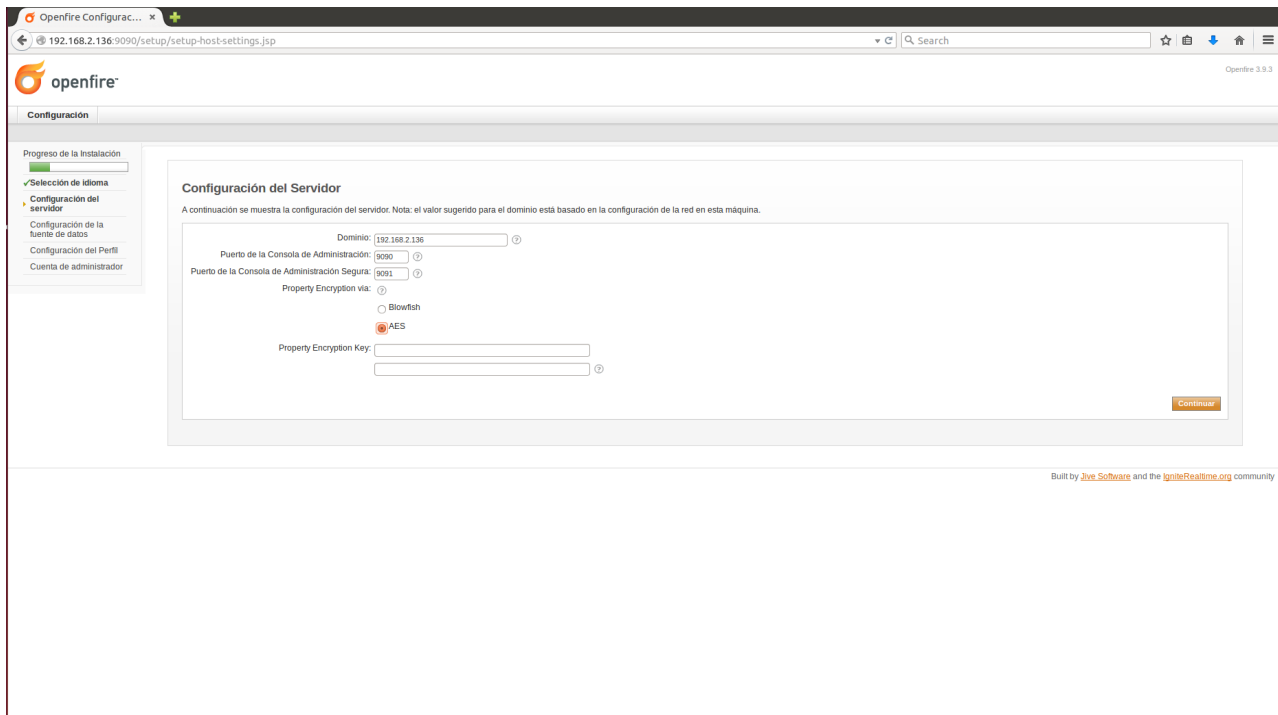 Openfire Configurac... ×
192.168.2.136:9090/setup/setup-host-settings.jsp
Search
openfire™
Openfire 3.9.3
Configuración
Progreso de la Instalación
Selección de idioma
Configuración del
servidor
Configuración de la
fuente de datos
Configuración del Perfil
Cuenta de administrador
Configuración del Servidor
A continuación se muestra la configuración del servidor. Nota: el valor sugerido para el dominio está basado en la configuración de la red en esta máquina.
Dominio: 192.168.2.136 ?
Puerto de la Consola de Administración: 9090 ?
Puerto de la Consola de Administración Segura: 9091 ?
Property Encryption via: ?
Blowfish
AES
Property Encryption Key:
?
Continuar
Built by Jive Software and the IgniteRealtime.org community